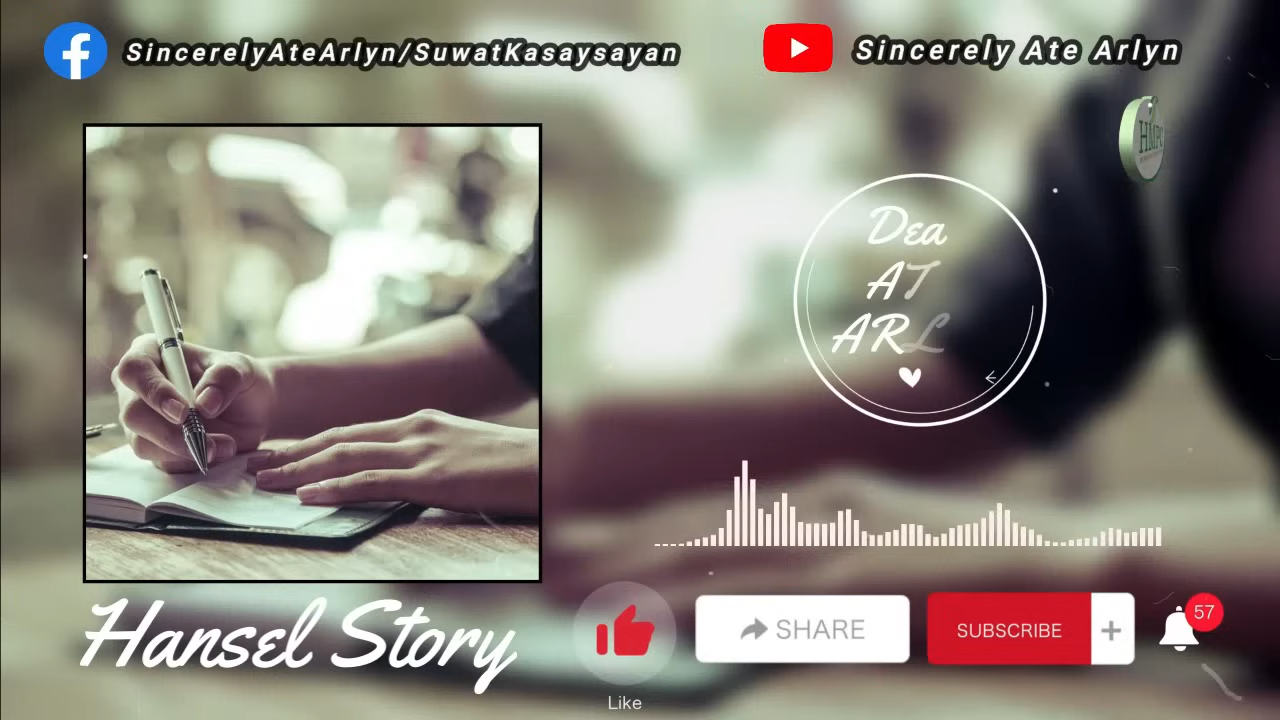 SincerelyAteArlyn/SuwatKasaysayan
Sincerely Ate Arlyn
Dea
AT
ARL
Hansel Story
Like
SHARE
SUBSCRIBE
57